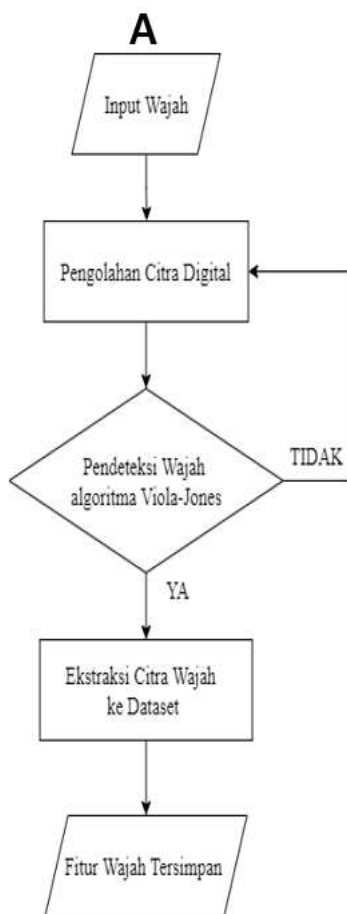 A
Input Wajah
Pengolahan Citra Digital
Pendeteksi Wajah
algoritma Viola-Jones
TIDAK
YA
Ekstraksi Citra Wajah
ke Dataset
Fitur Wajah Tersimpan